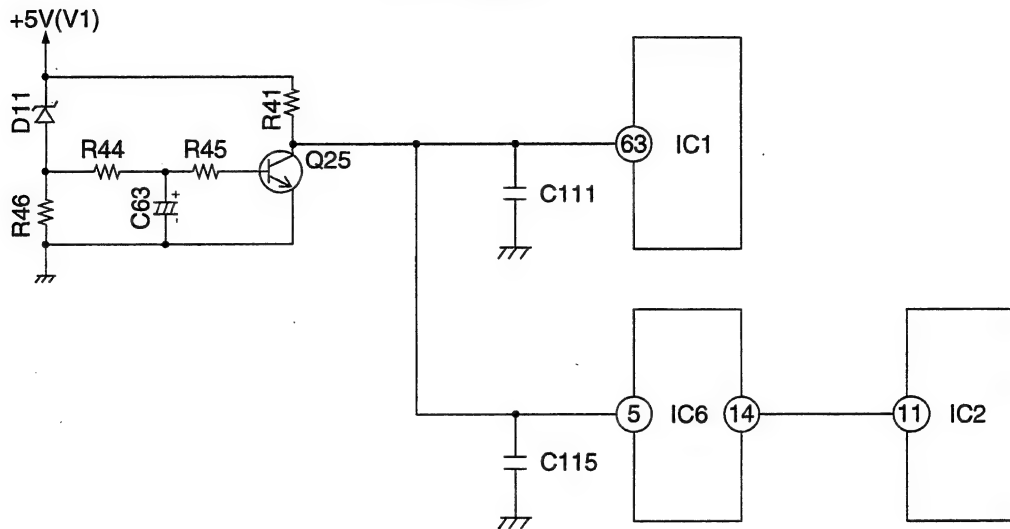 +5V(V1)
D11
R41
R44
R45
Q25
R46
C63
+
-
63
IC1
C111
5
IC6
14
11
IC2
C115